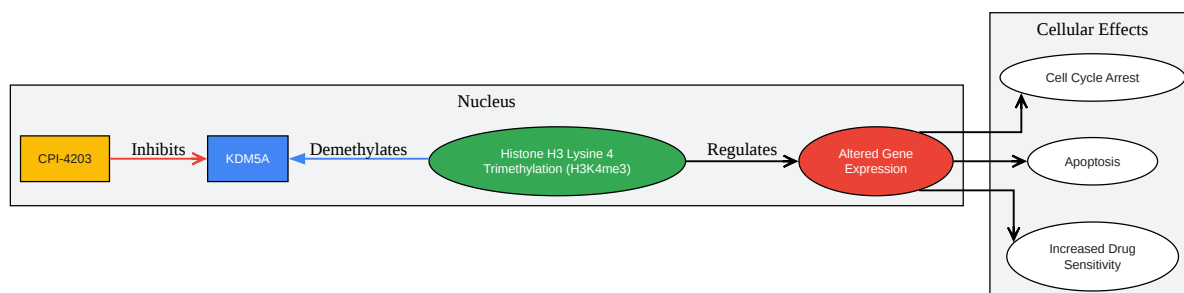 Cellular Effects
Cell Cycle Arrest
Nucleus
CPI-4203
Inhibits
KDM5A
Demethylates
Histone H3 Lysine 4
Trimethylation (H3K4me3)
Regulates
Altered Gene
Expression
Apoptosis
Increased Drug
Sensitivity